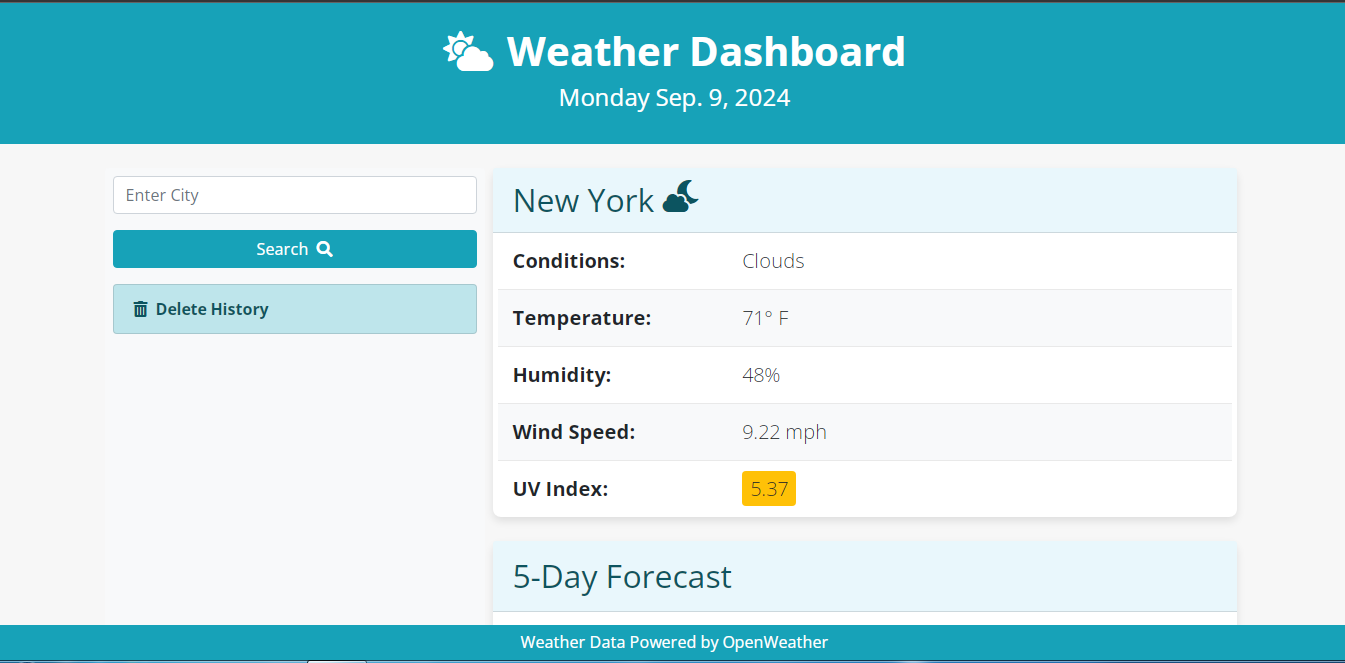 Weather Dashboard
Monday Sep. 9, 2024
Enter City
Search
Delete History
New York
Conditions: Clouds
Temperature: 71° F
Humidity: 48%
Wind Speed: 9.22 mph
UV Index: 5.37
5-Day Forecast
Weather Data Powered by OpenWeather